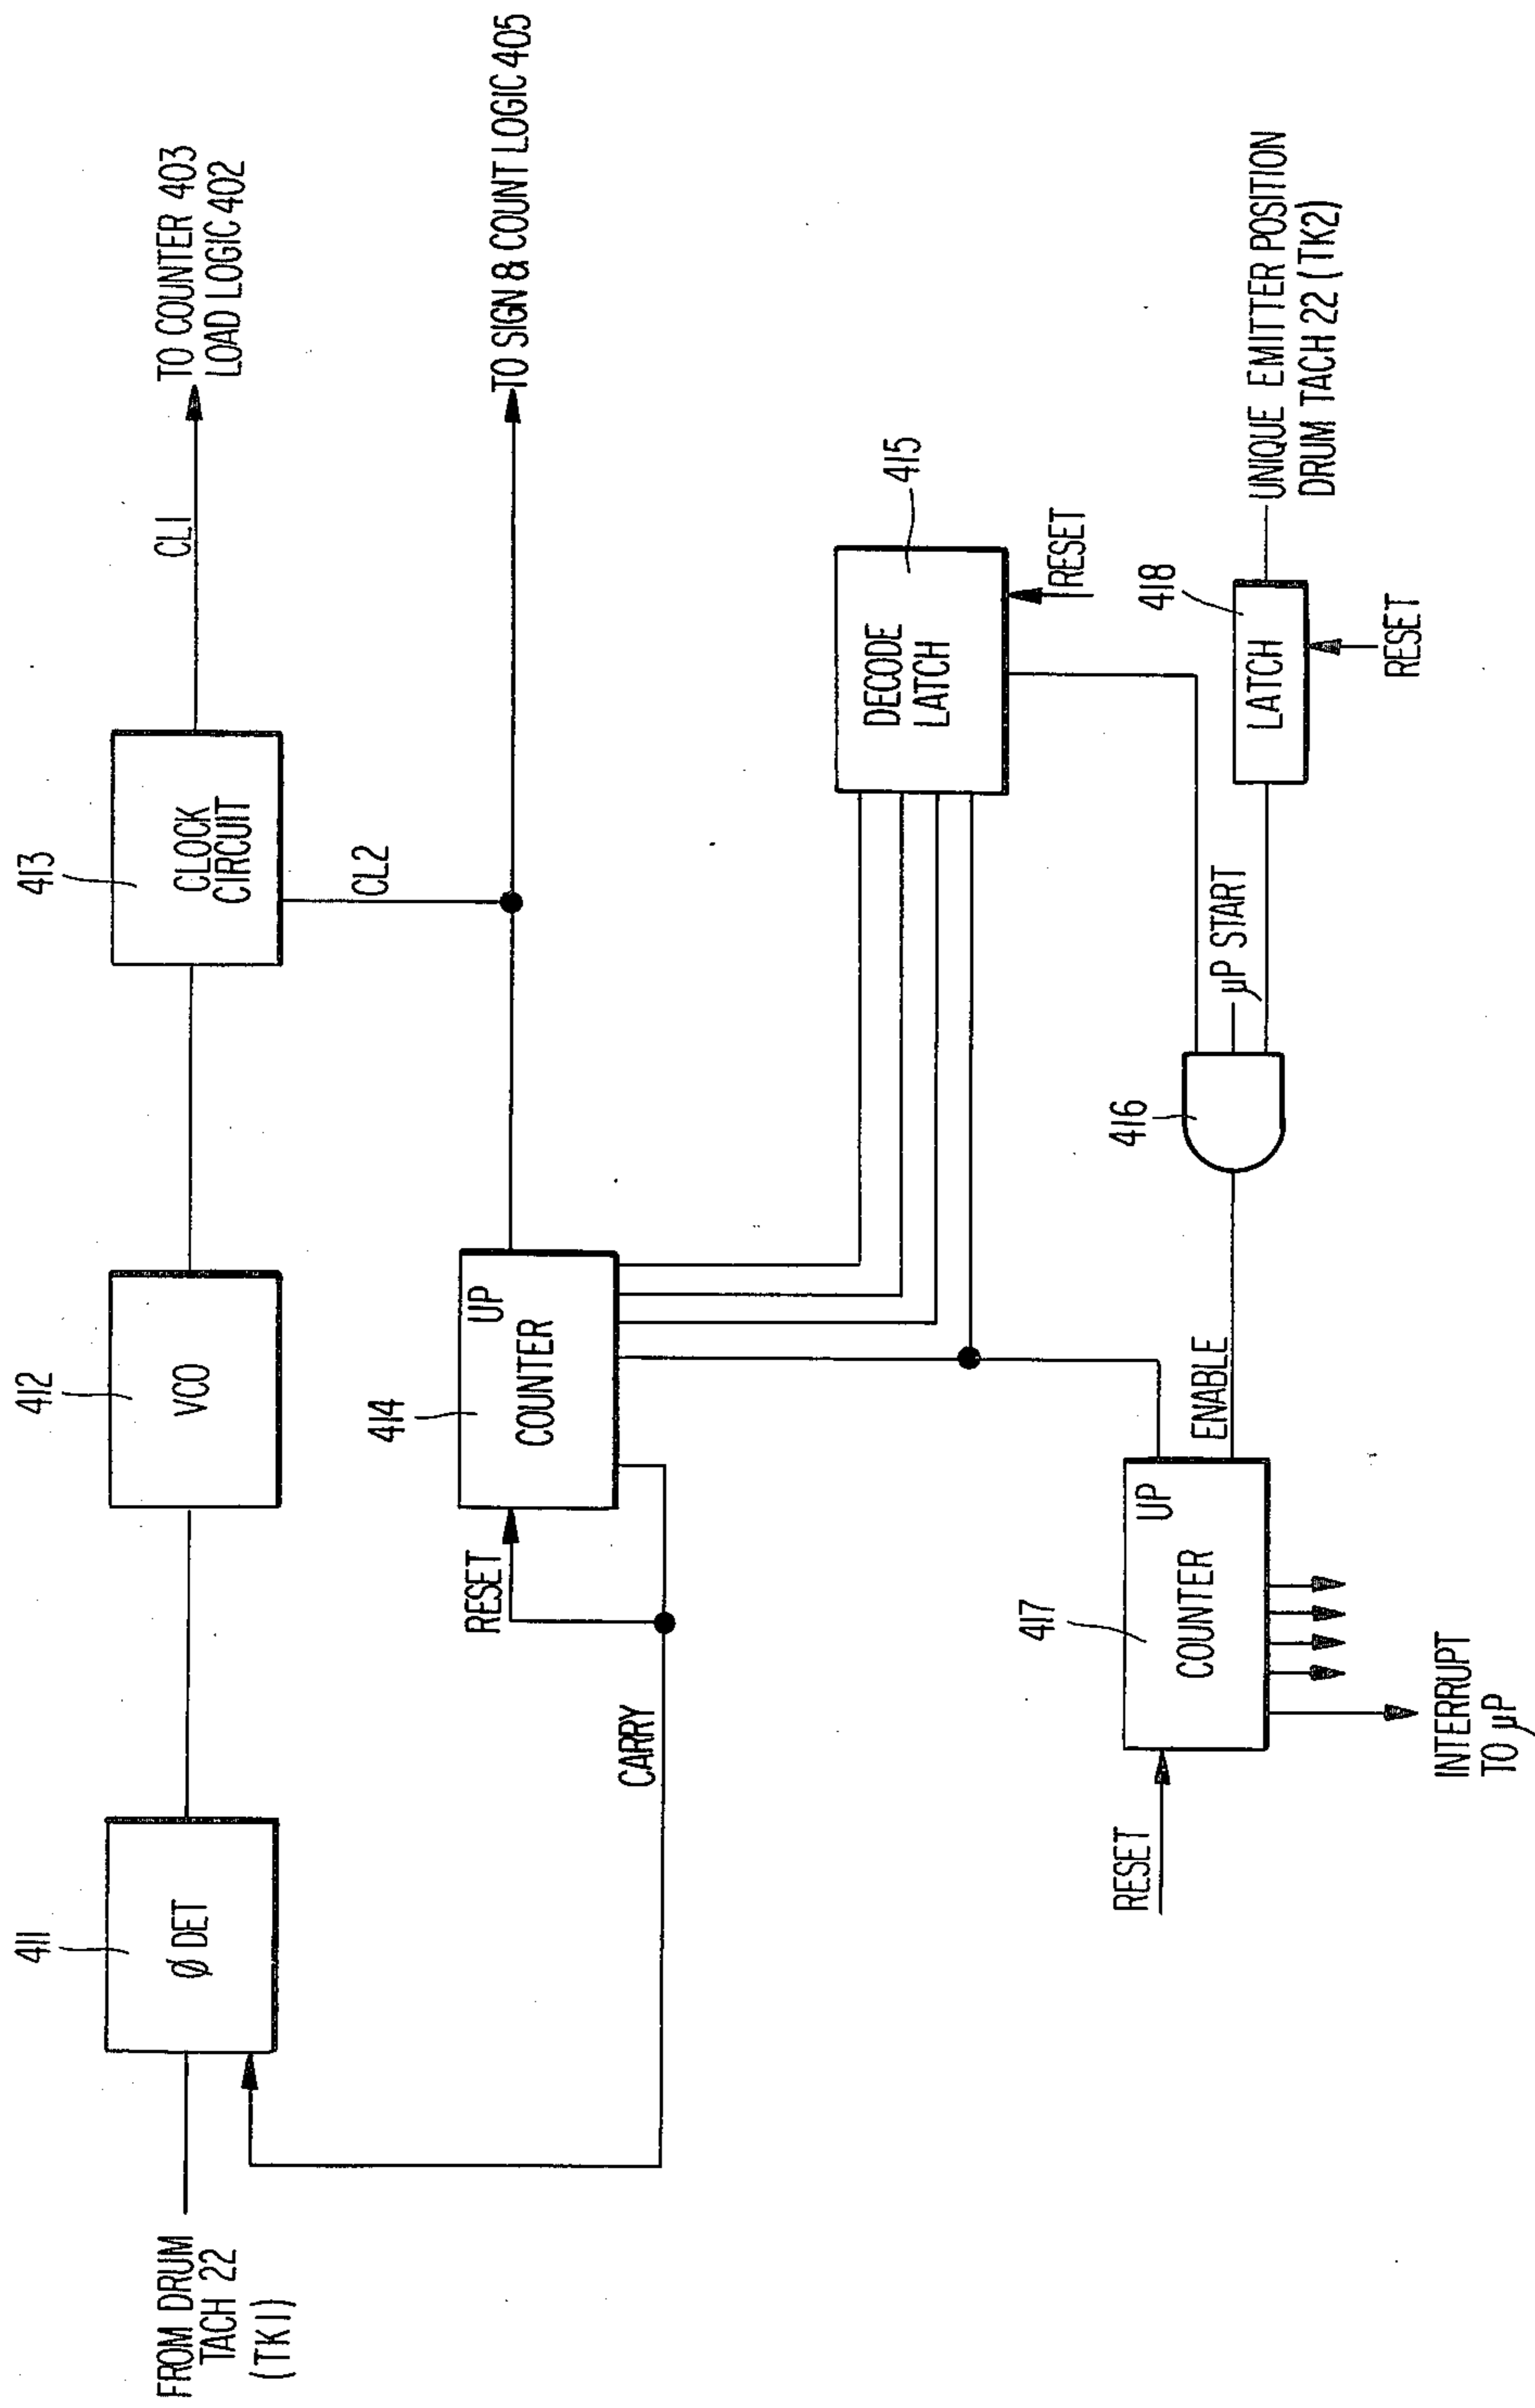 FROM DRUM
TACH 22
(TK1)
411
Ø DET
412
VCO
413
CLOCK
CIRCUIT
CL1
TO COUNTER 403
LOAD LOGIC 402
CL2
TO SIGN & COUNT LOGIC 405
CARRY
RESET
414
UP
COUNTER
415
DECODE
LATCH
RESET
RESET
417
UP
COUNTER
ENABLE
INTERRUPT
TO µP
416
µP START
418
LATCH
RESET
UNIQUE EMITTER POSITION
DRUM TACH 22 (TK2)